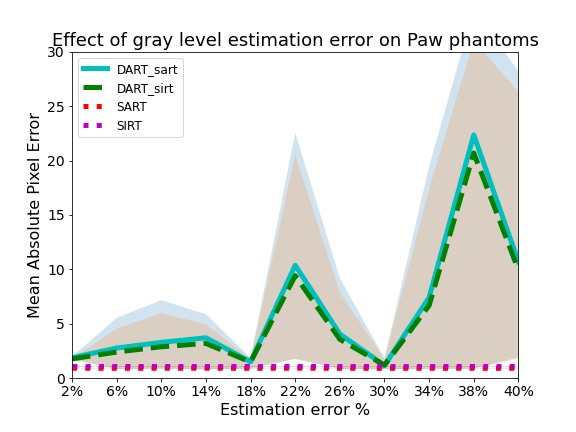 Effect of gray level estimation error on Paw phantoms
30
25
20
15
10
5
0
Mean Absolute Pixel Error
DART_sart
DART_sirt
SART
SIRT
2% 6% 10% 14% 18% 22% 26% 30% 34% 38% 40%
Estimation error %